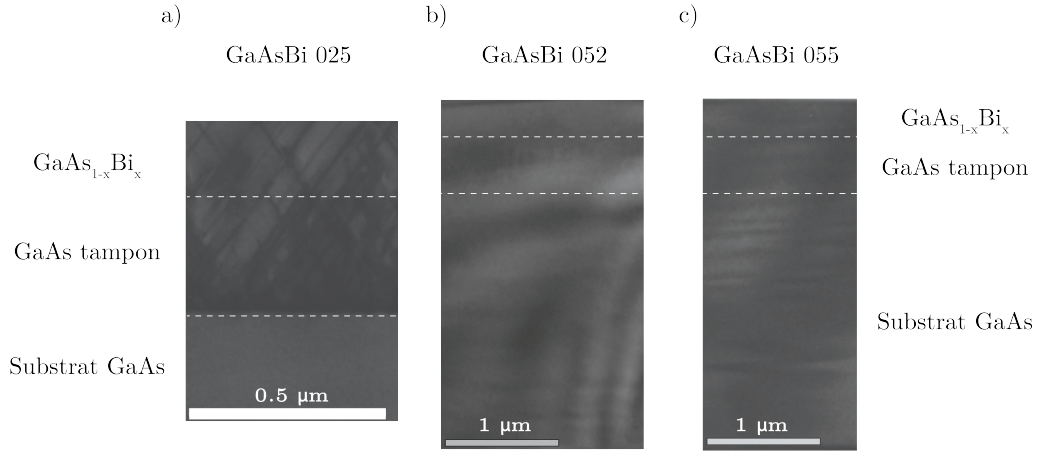 a)
b)
c)
GaAsBi 025
GaAsBi 052
GaAsBi 055
GaAs₁₋ₓBiₓ
GaAs tampon
Substrat GaAs
0.5 µm
1 µm
1 µm
GaAs₁₋ₓBiₓ
GaAs tampon
Substrat GaAs